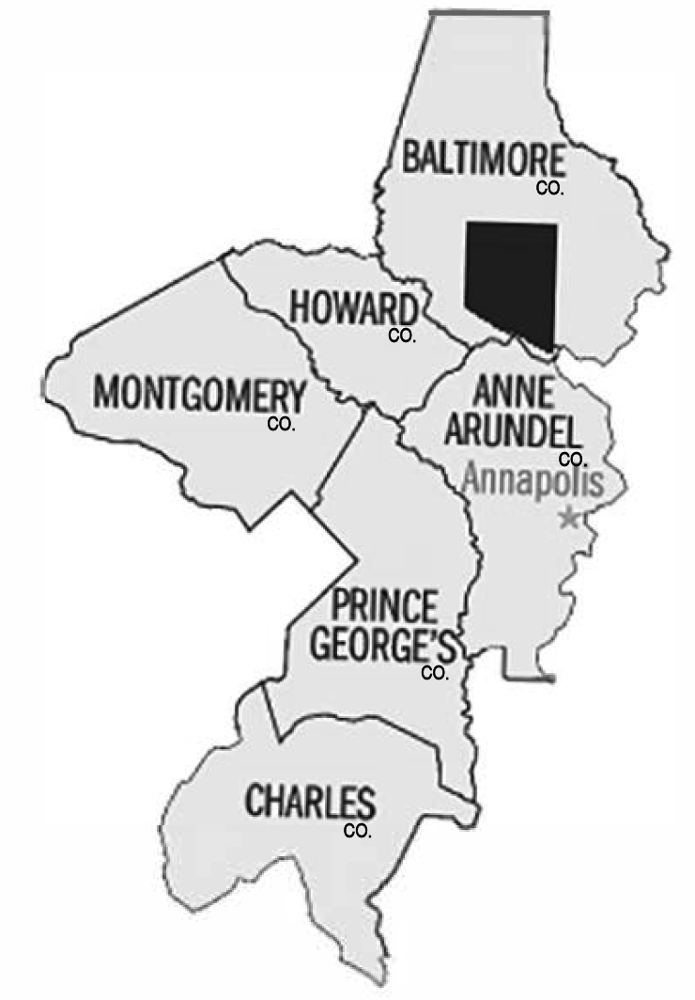 BALTIMORE
CO.
HOWARD
CO.
MONTGOMERY
CO.
ANNE
ARUNDEL
CO.
Annapolis
PRINCE
GEORGE'S
CO.
CHARLES
CO.